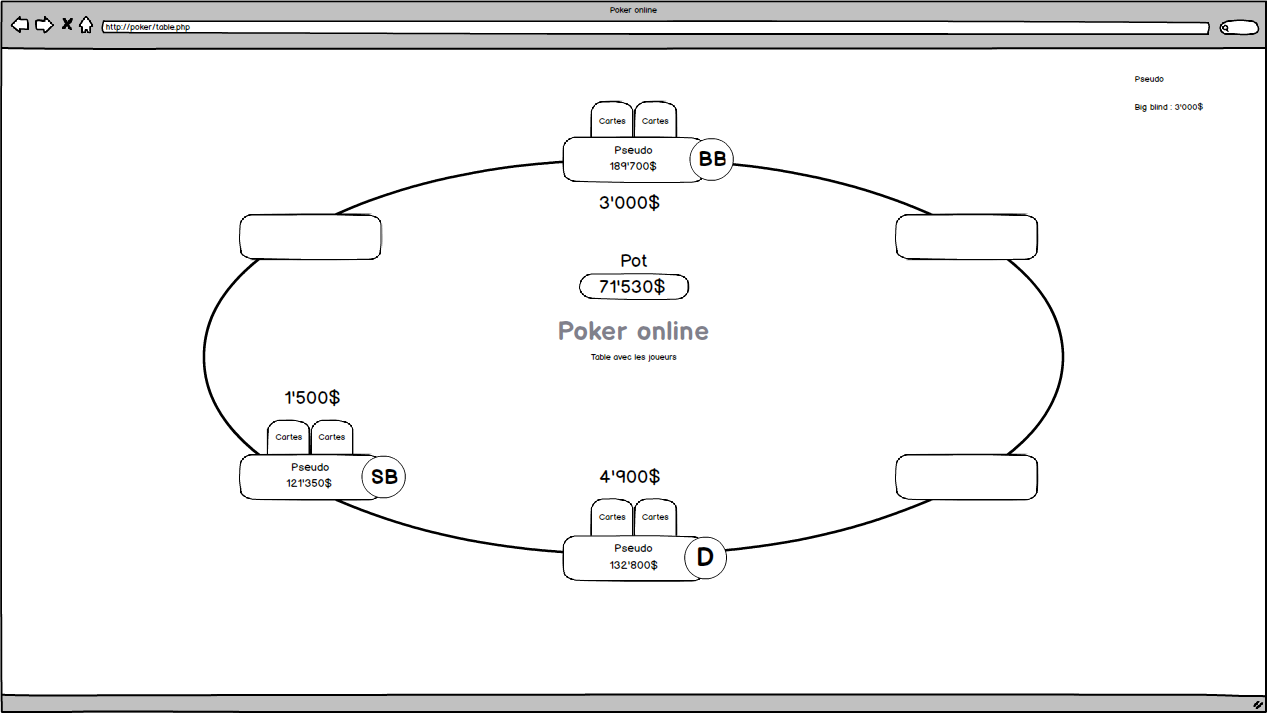 Poker online
http://poker/table.php
Pseudo
Big blind : 3'000$
Cartes Cartes
Pseudo
189'700$
BB
3'000$
Pot
71'530$
Poker online
Table avec les joueurs
1'500$
Cartes Cartes
Pseudo
121'350$
SB
4'900$
Cartes Cartes
Pseudo
132'800$
D